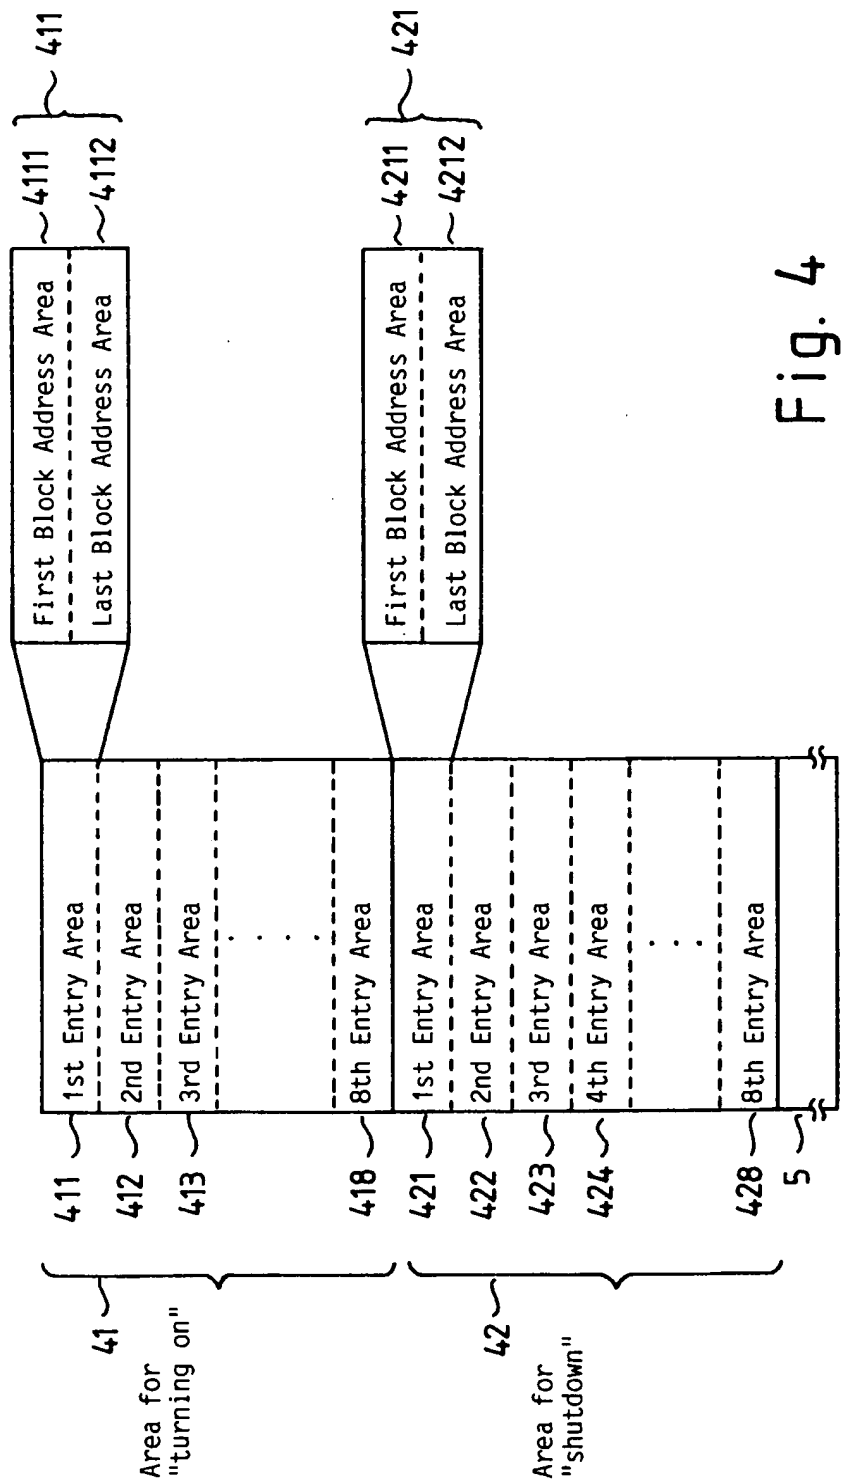 Area for
"turning on"
41
411
1st Entry Area
412
2nd Entry Area
413
3rd Entry Area
. . . .
418
8th Entry Area
First Block Address Area
4111
Last Block Address Area
4112
411
Area for
"shutdown"
42
421
1st Entry Area
422
2nd Entry Area
423
3rd Entry Area
424
4th Entry Area
. . .
428
8th Entry Area
5
First Block Address Area
4211
Last Block Address Area
4212
421
Fig. 4